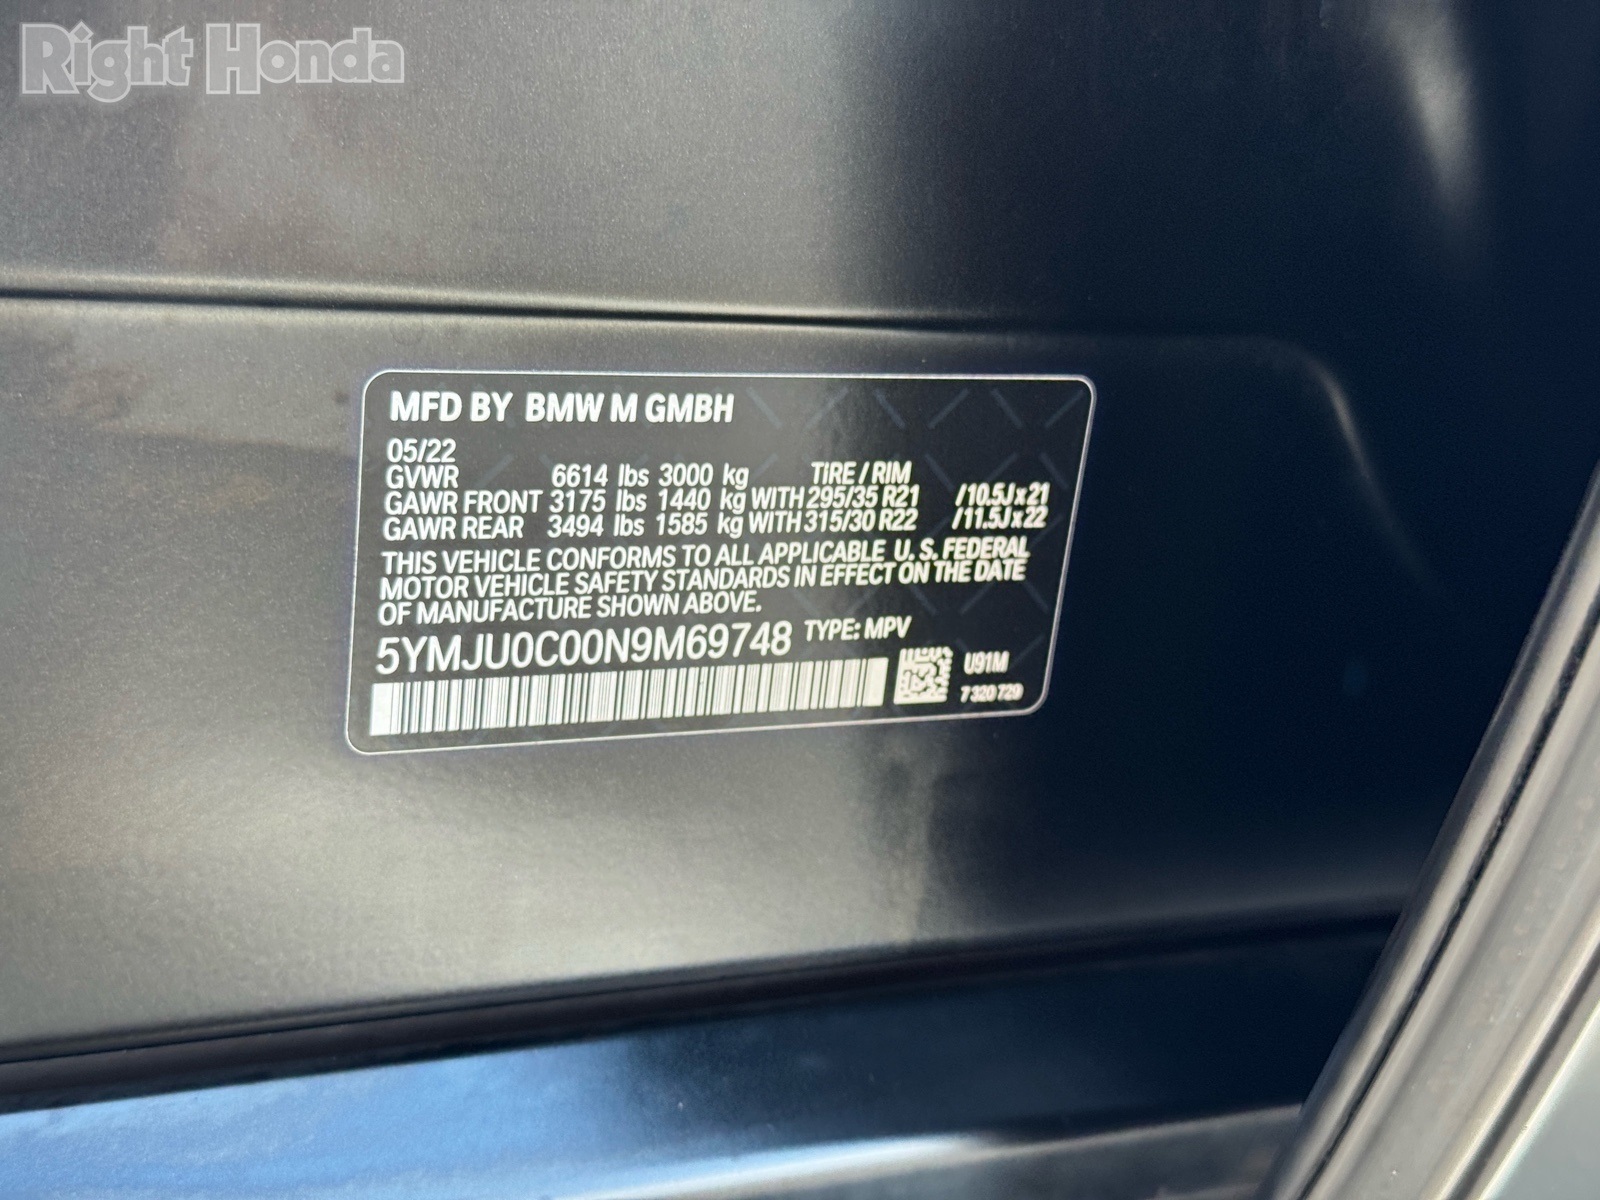 Right Honda
MFD BY BMW M GMBH
05/22
GVWR 6614 lbs 3000 kg TIRE / RIM
GAWR FRONT 3175 lbs 1440 kg WITH 295/35 R21 / 10.5J x 21
GAWR REAR 3494 lbs 1585 kg WITH 315/30 R22 / 11.5J x 22
THIS VEHICLE CONFORMS TO ALL APPLICABLE U. S. FEDERAL
MOTOR VEHICLE SAFETY STANDARDS IN EFFECT ON THE DATE
OF MANUFACTURE SHOWN ABOVE.
5YMJU0C00N9M69748 TYPE: MPV
U91M
7 320 729